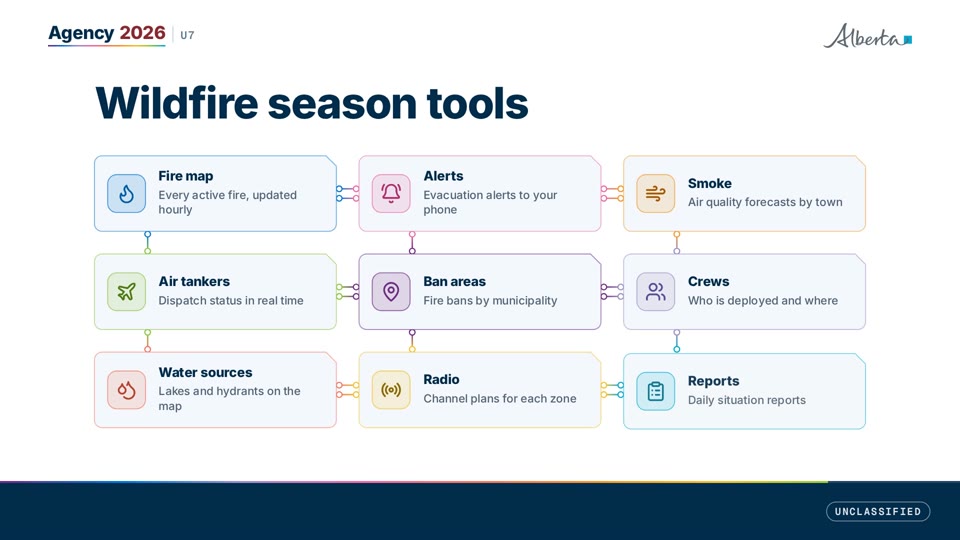 Agency 2026 U7
Alberta
Wildfire season tools
Fire map
Every active fire, updated
hourly
Alerts
Evacuation alerts to your
phone
Smoke
Air quality forecasts by town
Air tankers
Dispatch status in real time
Ban areas
Fire bans by municipality
Crews
Who is deployed and where
Water sources
Lakes and hydrants on the
map
Radio
Channel plans for each zone
Reports
Daily situation reports
UNCLASSIFIED